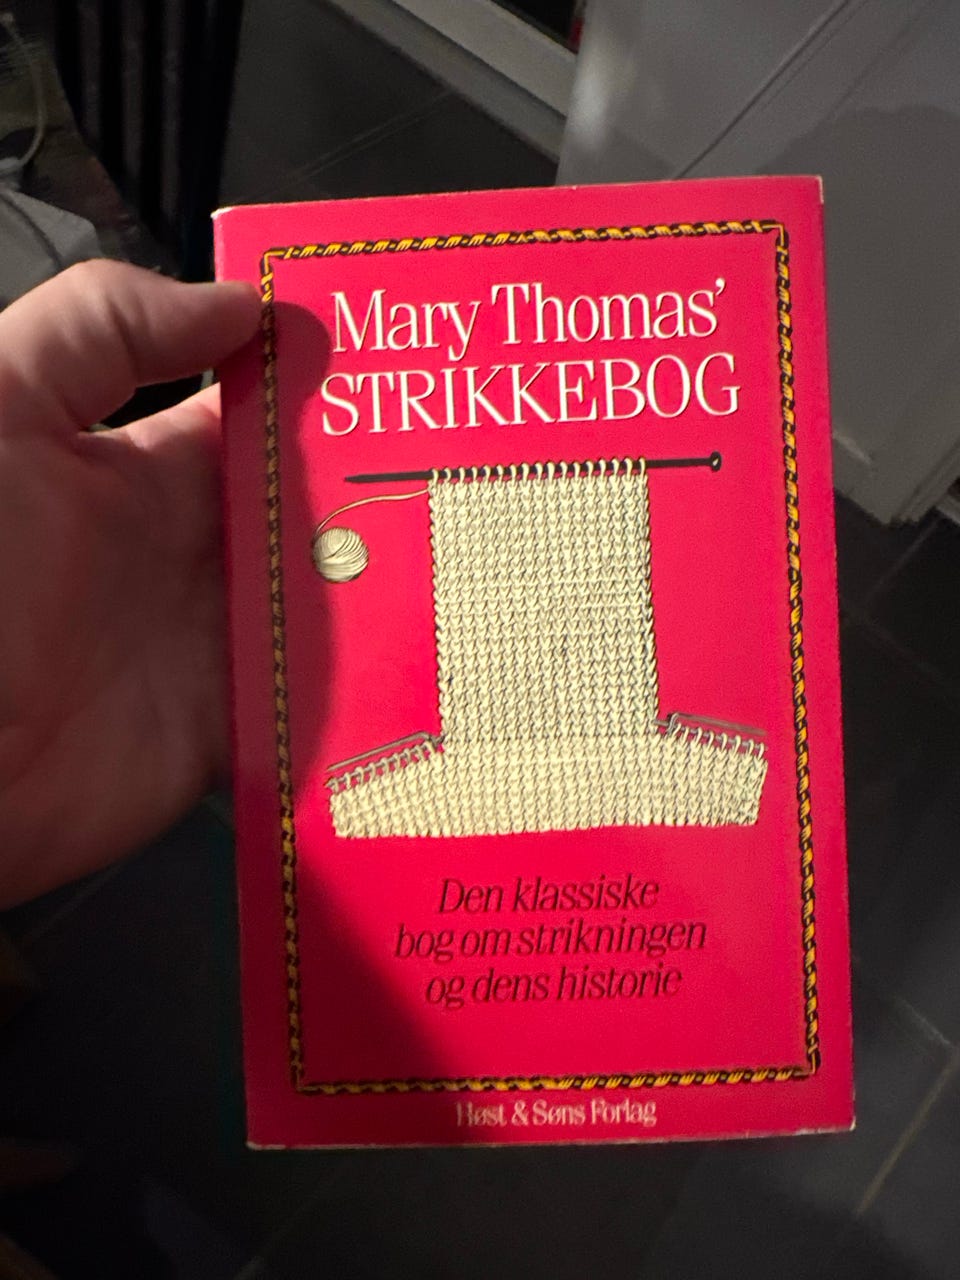 Mary Thomas'
STRIKKEBOG
Den klassiske
bog om strikningen
og dens historie
Høst & Søns Forlag